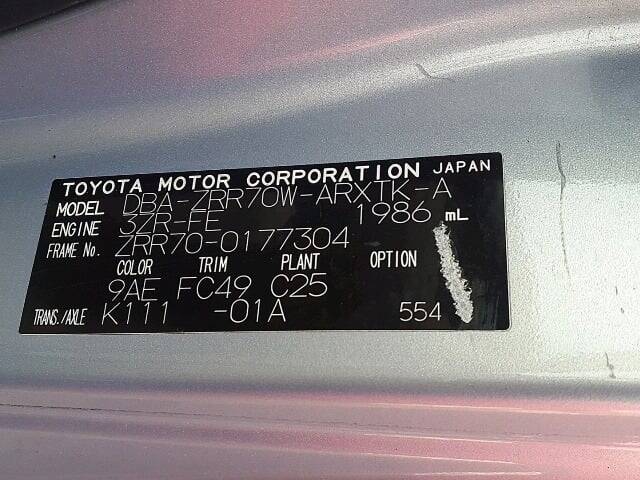 TOYOTA MOTOR CORPORATION JAPAN
MODEL DBA-ZRR70W-ARXTK-A
ENGINE 3ZR-FE 1986 mL
FRAME No. ZRR70-0177304
COLOR TRIM PLANT OPTION
9AE FC49 C25
TRANS./AXLE K111 -01A 554